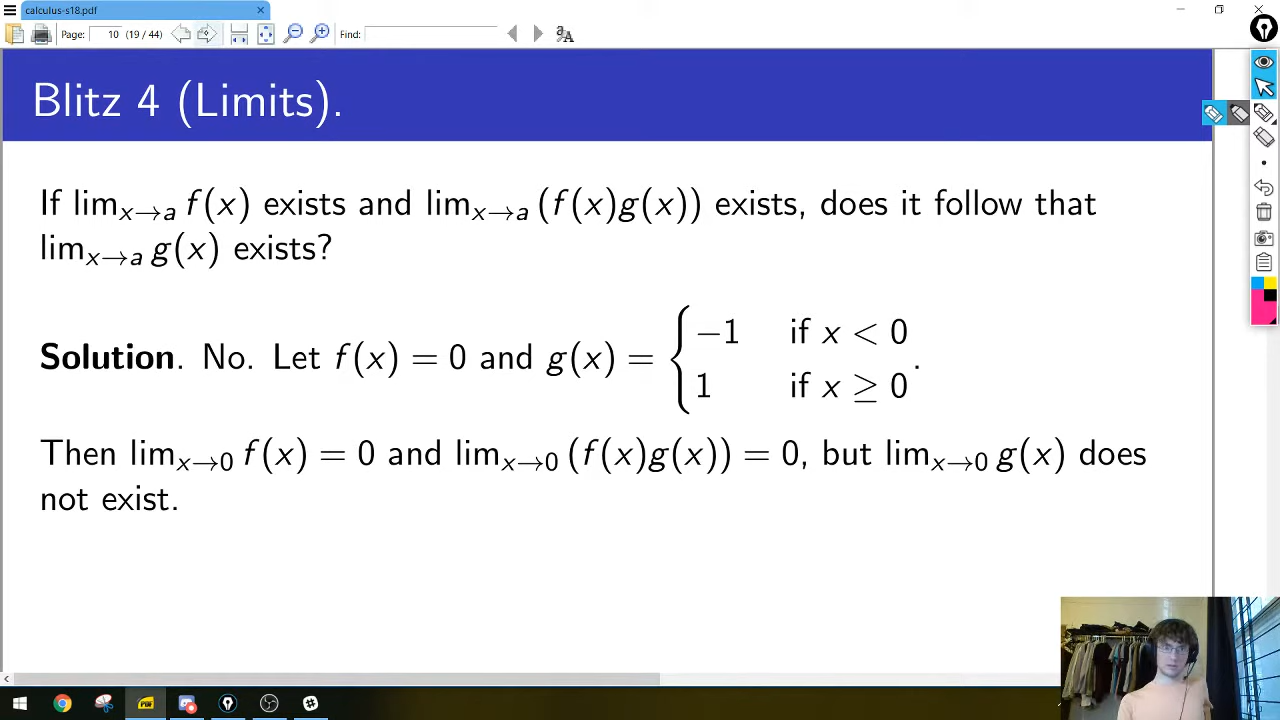 calculus-s18.pdf
Page: 10 (19 / 44) Find:
Blitz 4 (Limits).
If lim_{x→a} f(x) exists and lim_{x→a} (f(x)g(x)) exists, does it follow that
lim_{x→a} g(x) exists?
Solution. No. Let f(x) = 0 and g(x) = { −1 if x < 0
1 if x ≥ 0 .
Then lim_{x→0} f(x) = 0 and lim_{x→0} (f(x)g(x)) = 0, but lim_{x→0} g(x) does
not exist.